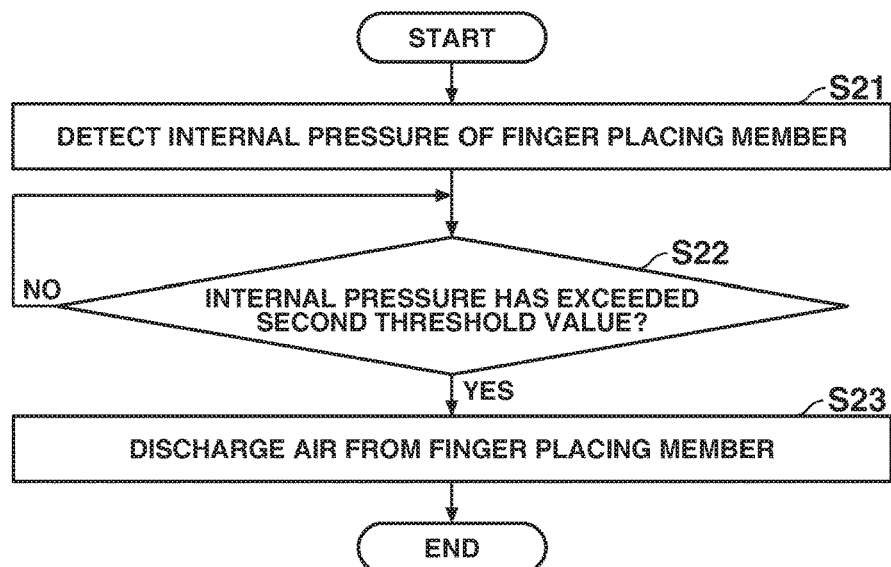 START
S21
DETECT INTERNAL PRESSURE OF FINGER PLACING MEMBER
S22
NO
INTERNAL PRESSURE HAS EXCEEDED
SECOND THRESHOLD VALUE?
YES
S23
DISCHARGE AIR FROM FINGER PLACING MEMBER
END